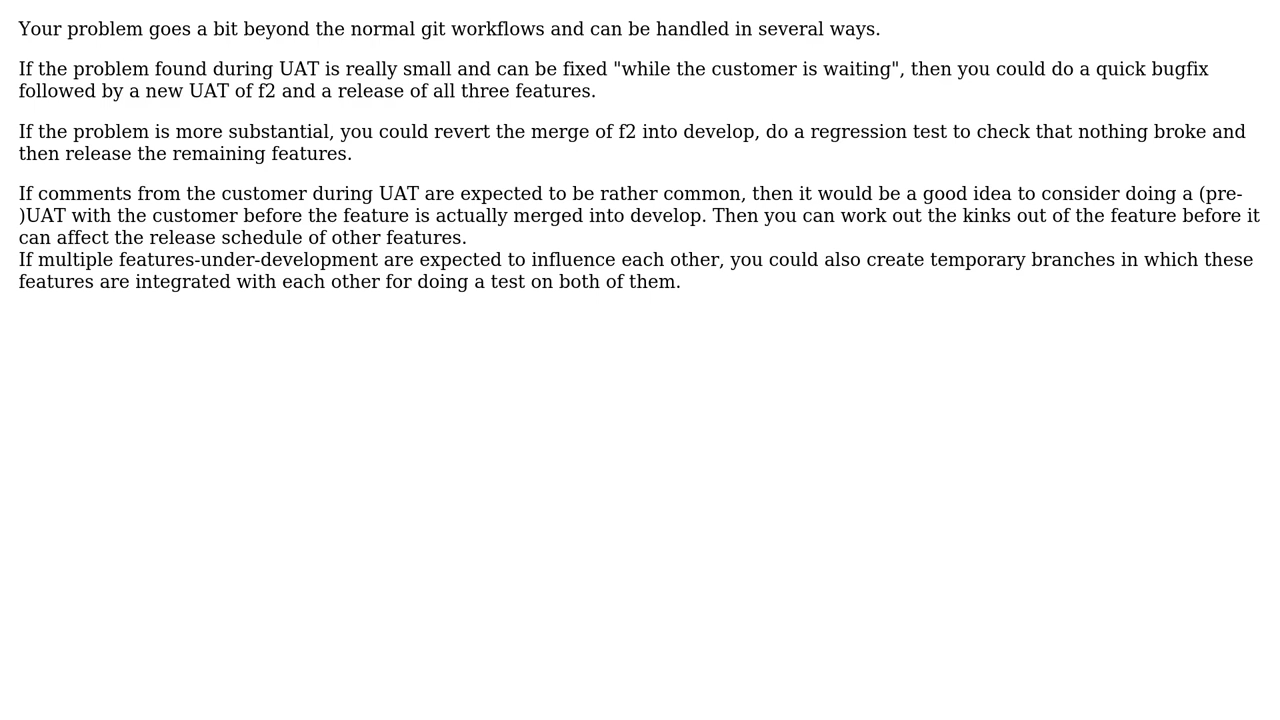 Your problem goes a bit beyond the normal git workflows and can be handled in several ways.
If the problem found during UAT is really small and can be fixed "while the customer is waiting", then you could do a quick bugfix
followed by a new UAT of f2 and a release of all three features.
If the problem is more substantial, you could revert the merge of f2 into develop, do a regression test to check that nothing broke and
then release the remaining features.
If comments from the customer during UAT are expected to be rather common, then it would be a good idea to consider doing a (pre-
)UAT with the customer before the feature is actually merged into develop. Then you can work out the kinks out of the feature before it
can affect the release schedule of other features.
If multiple features-under-development are expected to influence each other, you could also create temporary branches in which these
features are integrated with each other for doing a test on both of them.